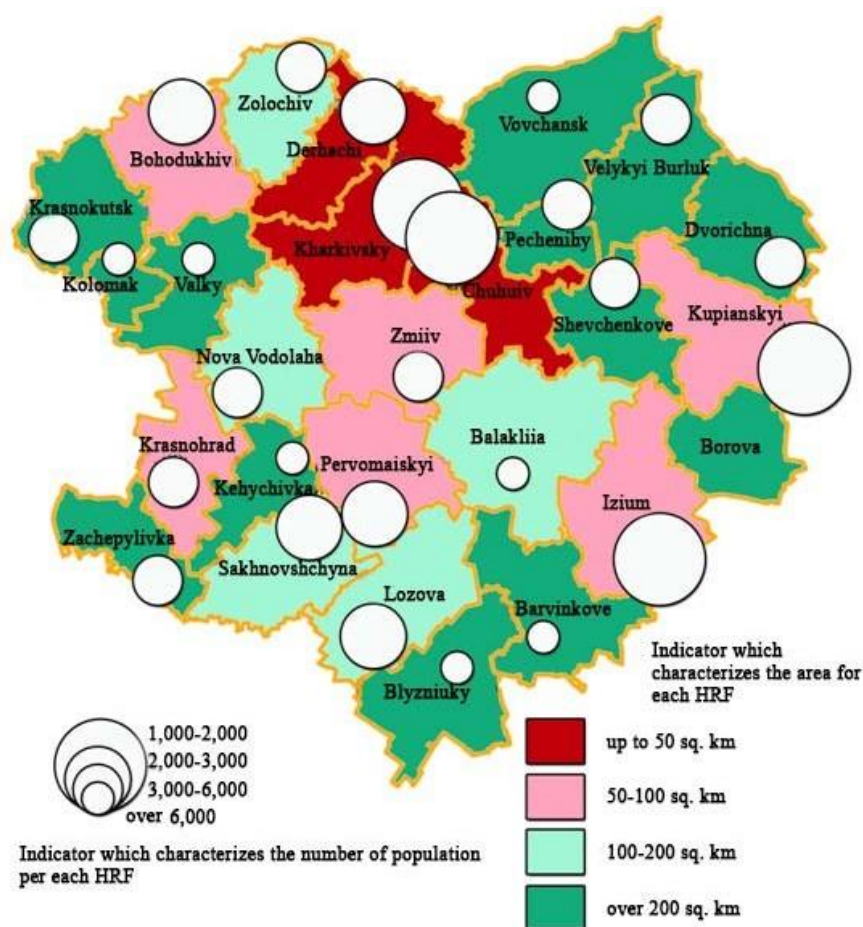 Zolochiv
Bohodukhiv
Derhachi
Vovchansk
Velykyi Burluk
Krasnokutsk
Kharkivsky
Pechenihy
Dvorichna
Kolomak
Valky
Chuhuiv
Shevchenkove
Kupianskyi
Zmiiv
Nova Vodolaha
Krasnohrad
Balakliia
Borova
Pervomaiskyi
Kehychivka
Izium
Zachepylivka
Sakhnovshchyna
Lozova
Barvinkove
Blyzniuky
Indicator which
characterizes the area for
each HRF
up to 50 sq. km
50-100 sq. km
100-200 sq. km
over 200 sq. km
1,000-2,000
2,000-3,000
3,000-6,000
over 6,000
Indicator which characterizes the number of population
per each HRF